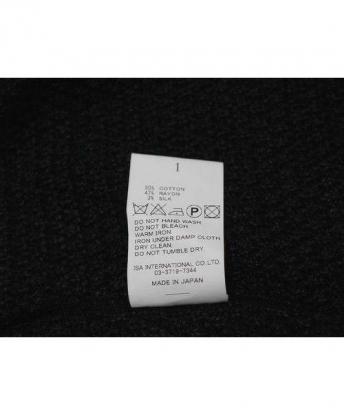 1
50% COTTON
47% RAYON
3% SILK
P
DO NOT HAND WASH
DO NOT BLEACH
WARM IRON
IRON UNDER DAMP CLOTH
DRY CLEAN.
DO NOT TUMBLE DRY.
ISA INTERNATIONAL CO.,LTD.
03-3719-7344
MADE IN JAPAN